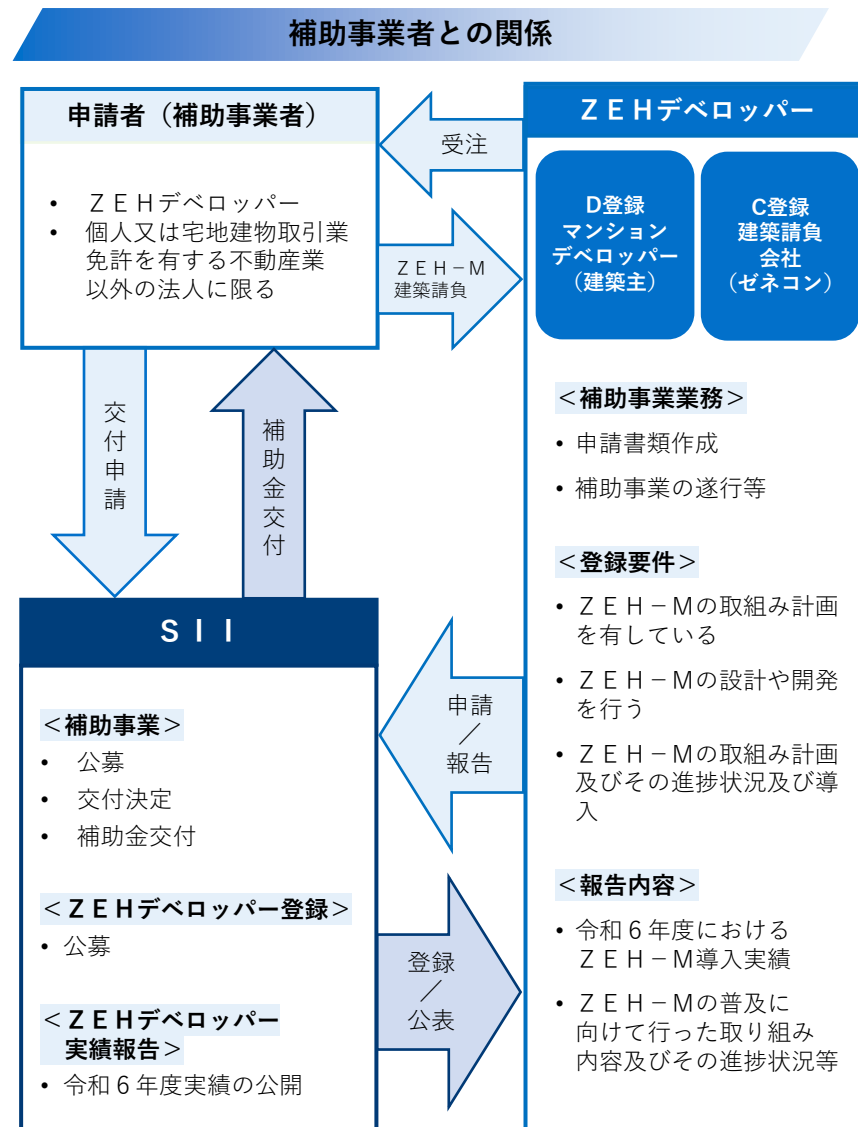 補助事業者との関係
申請者（補助事業者）
• ＺＥＨデベロッパー
• 個人又は宅地建物取引業
免許を有する不動産業
以外の法人に限る
受注
ＺＥＨ－Ｍ
建築請負
ＺＥＨデベロッパー
D登録
マンション
デベロッパー
（建築主）
C登録
建築請負
会社
（ゼネコン）
交付申請
補助金交付
＜補助事業業務＞
• 申請書類作成
• 補助事業の遂行等
＜登録要件＞
• ＺＥＨ－Ｍの取組み計画
を有している
• ＺＥＨ－Ｍの設計や開発
を行う
• ＺＥＨ－Ｍの取組み計画
及びその進捗状況及び導
入
＜報告内容＞
• 令和６年度における
ＺＥＨ－Ｍ導入実績
• ＺＥＨ－Ｍの普及に
向けて行った取り組み
内容及びその進捗状況等
ＳＩＩ
＜補助事業＞
• 公募
• 交付決定
• 補助金交付
＜ＺＥＨデベロッパー登録＞
• 公募
＜ＺＥＨデベロッパー
実績報告＞
• 令和６年度実績の公開
申請
／
報告
登録
／
公表